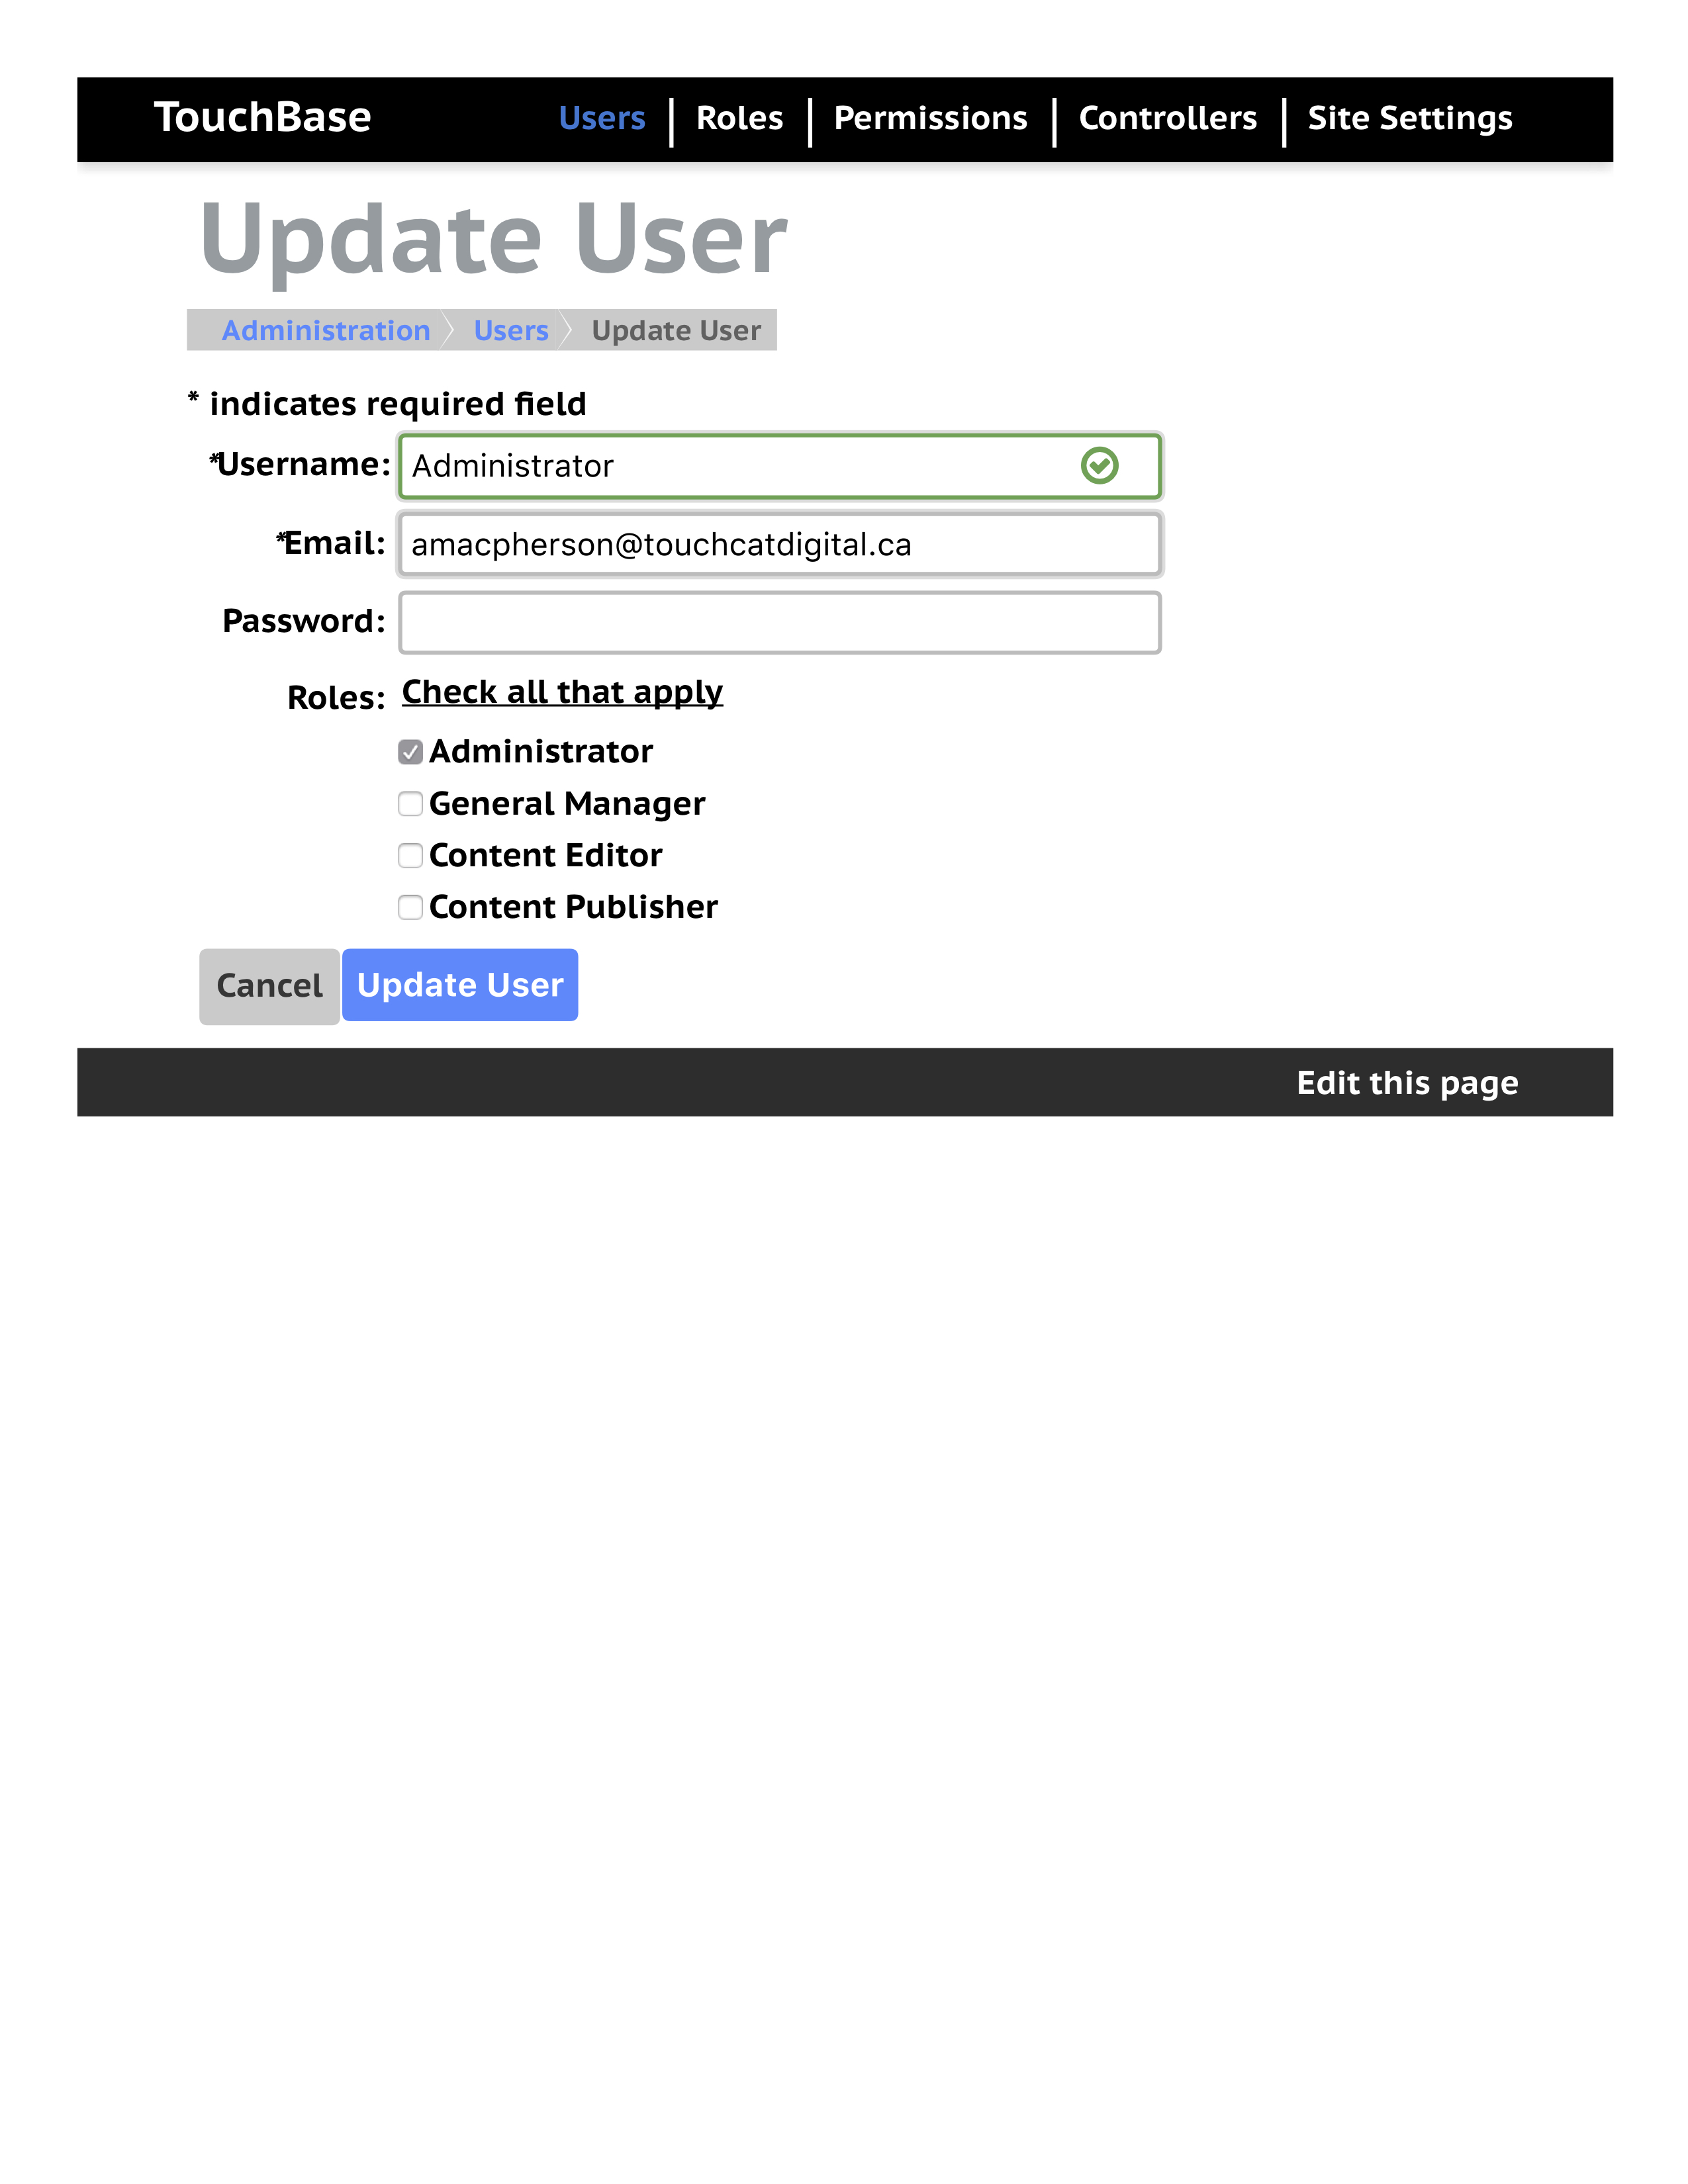 TouchBase Users Roles Permissions Controllers Site Settings
Update User
Administration Users Update User
* indicates required field
*Username: Administrator
*Email: amacpherson@touchcatdigital.ca
Password:
Roles: Check all that apply
Administrator
General Manager
Content Editor
Content Publisher
Cancel Update User
Edit this page